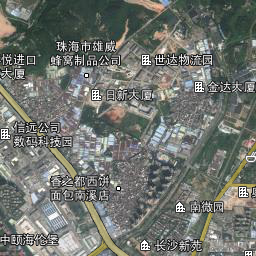 悦进口
大厦
珠海市雄威
蜂窝制品公司
世达物流园
日新大厦
金达大厦
信远公司
数码科技园
香之都西饼
面包南溪店
南微园
中颐海伦堡
长沙新苑